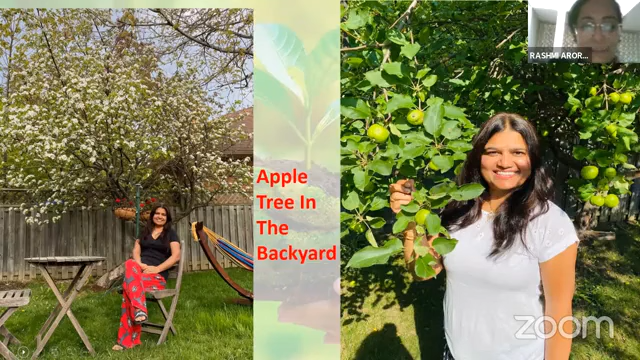 RASHMI AROR...
Apple
Tree In
The
Backyard
zoom